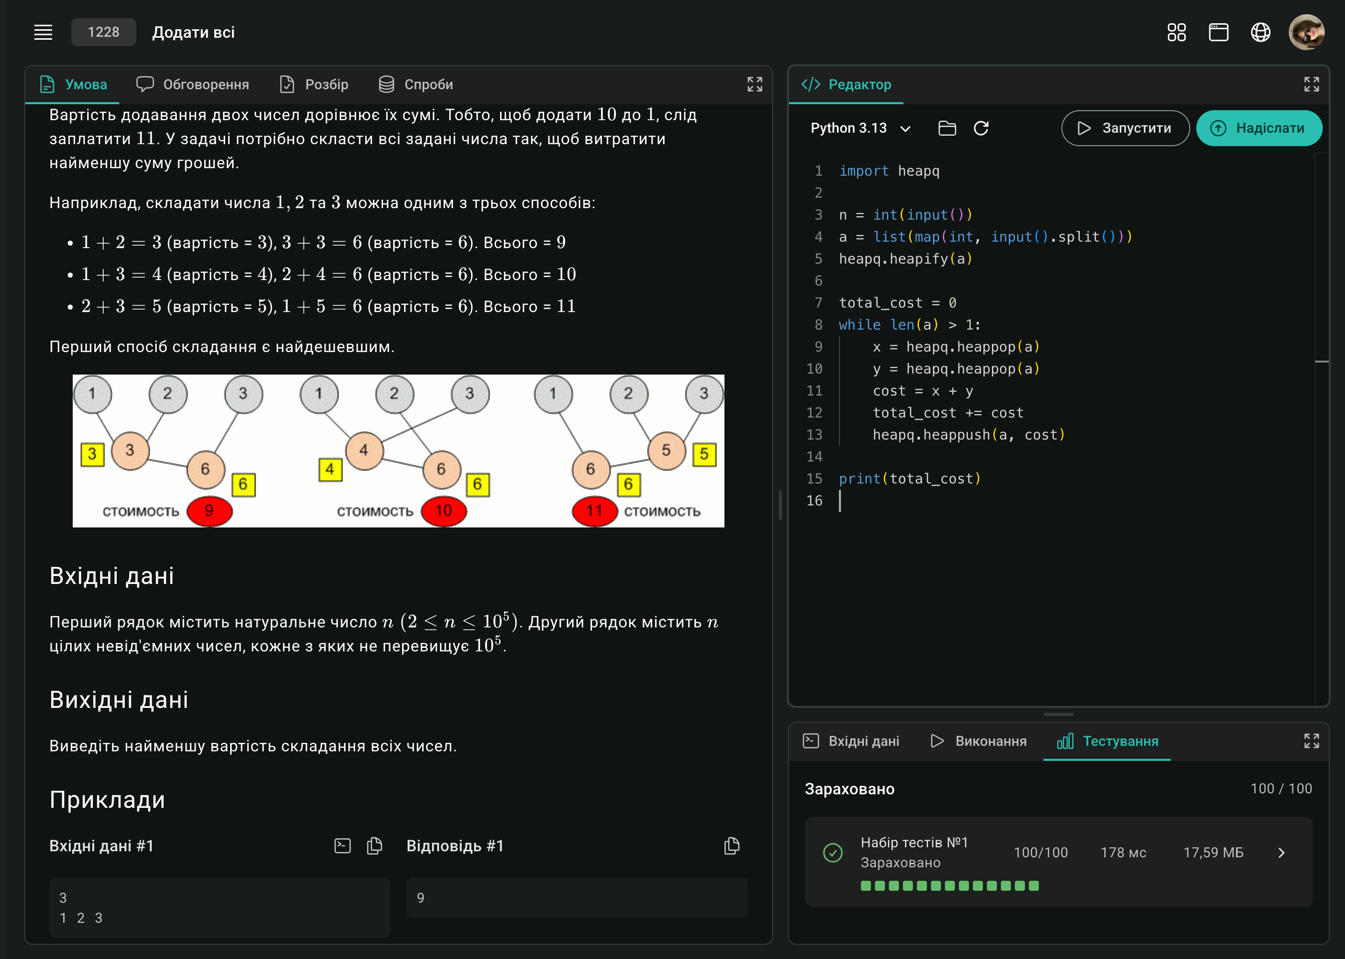 1228 Додати всі
Умова Обговорення Розбір Спроби
Вартість додавання двох чисел дорівнює їх сумі. Тобто, щоб додати 10 до 1, слід
заплатити 11. У задачі потрібно скласти всі задані числа так, щоб витратити
найменшу суму грошей.
Наприклад, складати числа 1, 2 та 3 можна одним з трьох способів:
• 1 + 2 = 3 (вартість = 3), 3 + 3 = 6 (вартість = 6). Всього = 9
• 1 + 3 = 4 (вартість = 4), 2 + 4 = 6 (вартість = 6). Всього = 10
• 2 + 3 = 5 (вартість = 5), 1 + 5 = 6 (вартість = 6). Всього = 11
Перший спосіб складання є найдешевшим.
1 2 3 1 2 3 1 2 3
3 3 4 5 5
6 4 6 6
6 6 6
стоимость 9 стоимость 10 11 стоимость
Вхідні дані
Перший рядок містить натуральне число n (2 ≤ n ≤ 10⁵). Другий рядок містить n
цілих невід'ємних чисел, кожне з яких не перевищує 10⁵.
Вихідні дані
Виведіть найменшу вартість складання всіх чисел.
Приклади
Вхідні дані #1 Відповідь #1
3
1 2 3
9
Редактор
Python 3.13 Запустити Надіслати
1 import heapq
2
3 n = int(input())
4 a = list(map(int, input().split()))
5 heapq.heapify(a)
6
7 total_cost = 0
8 while len(a) > 1:
9     x = heapq.heappop(a)
10     y = heapq.heappop(a)
11     cost = x + y
12     total_cost += cost
13     heapq.heappush(a, cost)
14
15 print(total_cost)
16
Вхідні дані Виконання Тестування
Зараховано 100 / 100
Набір тестів №1
Зараховано
100/100 178 мс 17,59 МБ